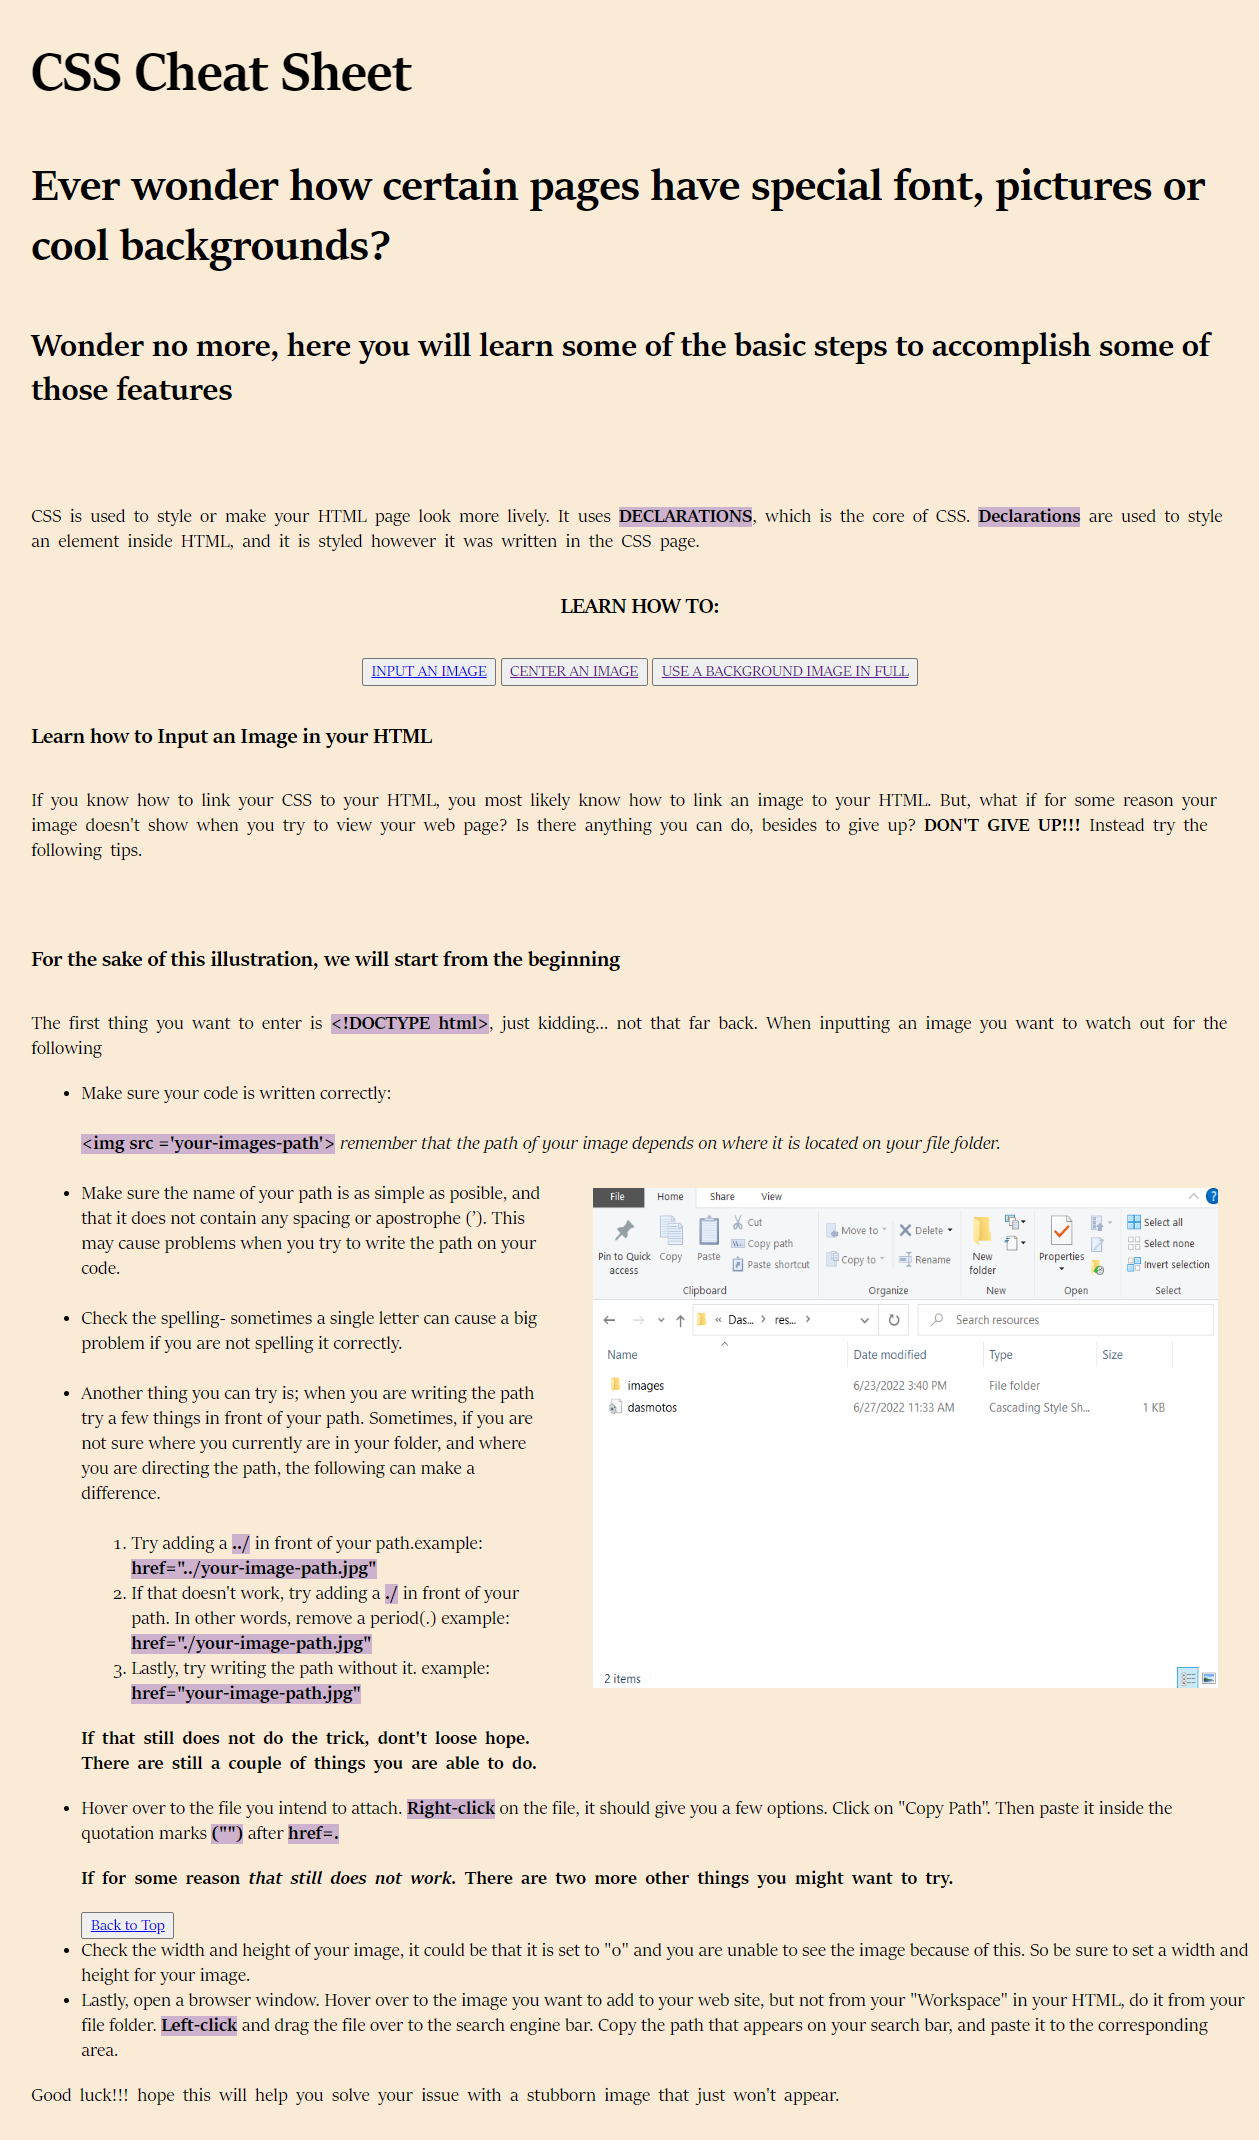 CSS Cheat Sheet
Ever wonder how certain pages have special font, pictures or
cool backgrounds?
Wonder no more, here you will learn some of the basic steps to accomplish some of
those features
CSS is used to style or make your HTML page look more lively. It uses DECLARATIONS, which is the core of CSS. Declarations are used to style
an element inside HTML, and it is styled however it was written in the CSS page.
LEARN HOW TO:
INPUT AN IMAGE CENTER AN IMAGE USE A BACKGROUND IMAGE IN FULL
Learn how to Input an Image in your HTML
If you know how to link your CSS to your HTML, you most likely know how to link an image to your HTML. But, what if for some reason your
image doesn't show when you try to view your web page? Is there anything you can do, besides to give up? DON'T GIVE UP!!! Instead try the
following tips.
For the sake of this illustration, we will start from the beginning
The first thing you want to enter is <!DOCTYPE html>, just kidding... not that far back. When inputting an image you want to watch out for the
following
• Make sure your code is written correctly:
<img src ='your-images-path'> remember that the path of your image depends on where it is located on your file folder.
• Make sure the name of your path is as simple as posible, and
that it does not contain any spacing or apostrophe (’). This
may cause problems when you try to write the path on your
code.
• Check the spelling- sometimes a single letter can cause a big
problem if you are not spelling it correctly.
• Another thing you can try is; when you are writing the path
try a few things in front of your path. Sometimes, if you are
not sure where you currently are in your folder, and where
you are directing the path, the following can make a
difference.
1. Try adding a ../ in front of your path.example:
href="../your-image-path.jpg"
2. If that doesn't work, try adding a ./ in front of your
path. In other words, remove a period(.) example:
href="./your-image-path.jpg"
3. Lastly, try writing the path without it. example:
href="your-image-path.jpg"
If that still does not do the trick, dont't loose hope.
There are still a couple of things you are able to do.
File Home Share View ?
Pin to Quick
access
Copy
Paste
Cut
Copy path
Paste shortcut
Clipboard
Move to
Copy to
Delete
Rename
Organize
New
folder
New
Properties
Open
Select all
Select none
Invert selection
Select
« Das... > res... >
Search resources
Name Date modified Type Size
images 6/23/2022 3:40 PM File folder
dasmotos 6/27/2022 11:33 AM Cascading Style Sh... 1 KB
2 items
• Hover over to the file you intend to attach. Right-click on the file, it should give you a few options. Click on "Copy Path". Then paste it inside the
quotation marks ("") after href=.
If for some reason that still does not work. There are two more other things you might want to try.
Back to Top
• Check the width and height of your image, it could be that it is set to "0" and you are unable to see the image because of this. So be sure to set a width and
height for your image.
• Lastly, open a browser window. Hover over to the image you want to add to your web site, but not from your "Workspace" in your HTML, do it from your
file folder. Left-click and drag the file over to the search engine bar. Copy the path that appears on your search bar, and paste it to the corresponding
area.
Good luck!!! hope this will help you solve your issue with a stubborn image that just won't appear.